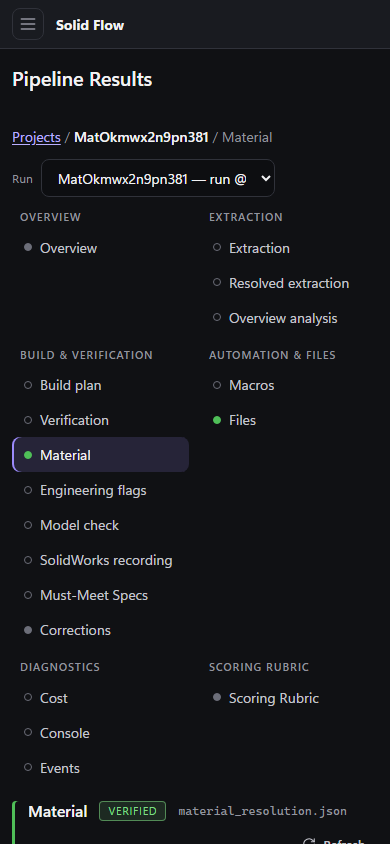 Solid Flow
Pipeline Results
Projects / MatOkmwx2n9pn381 / Material
Run MatOkmwx2n9pn381 — run @
OVERVIEW
Overview
EXTRACTION
Extraction
Resolved extraction
Overview analysis
BUILD & VERIFICATION
Build plan
Verification
Material
Engineering flags
Model check
SolidWorks recording
Must-Meet Specs
Corrections
AUTOMATION & FILES
Macros
Files
DIAGNOSTICS
Cost
Console
Events
SCORING RUBRIC
Scoring Rubric
Material VERIFIED material_resolution.json
Refresh